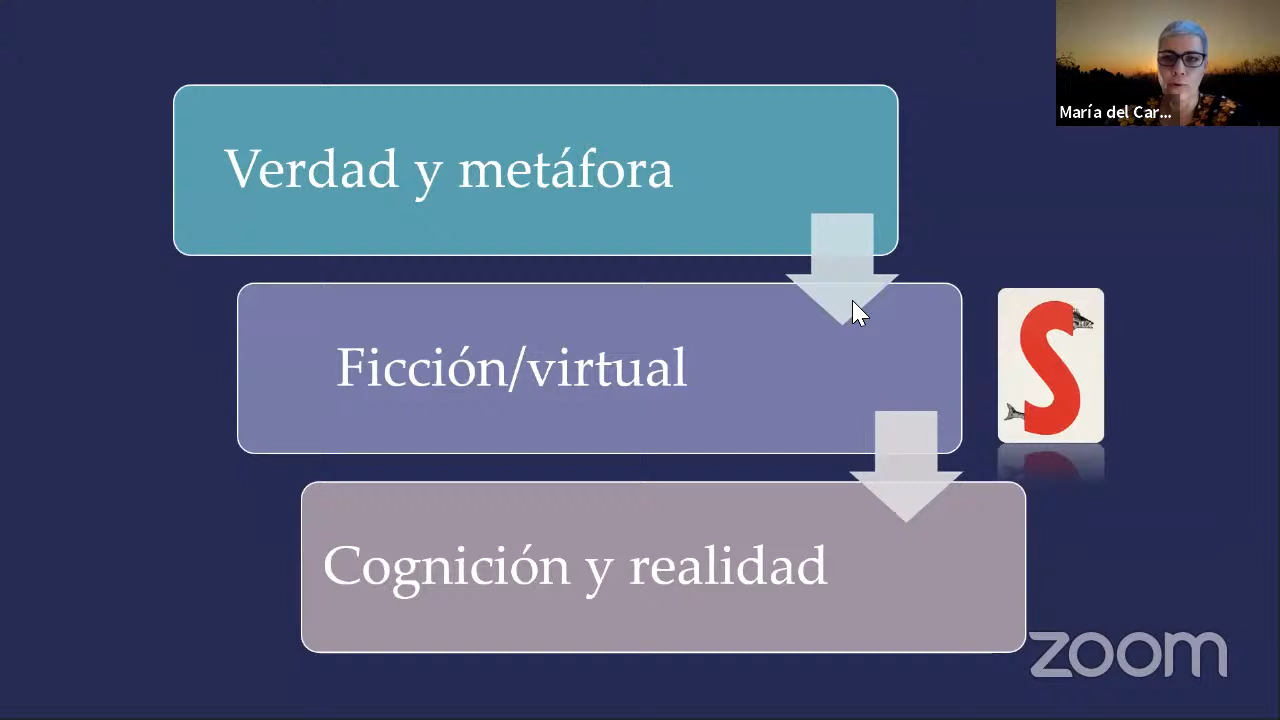 María del Car...
Verdad y metáfora
Ficción/virtual
S
Cognición y realidad
zoom